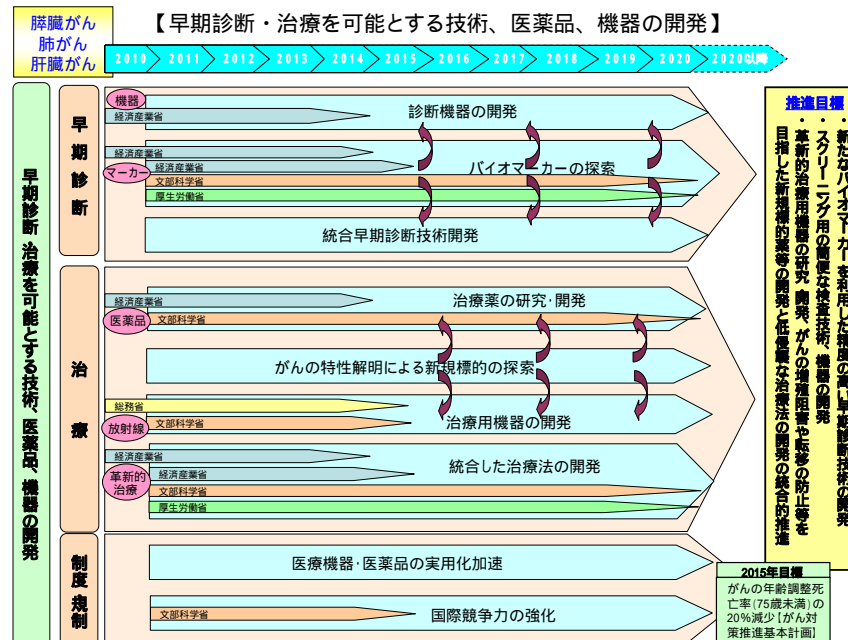 膵臓がん
肺がん
肝臓がん
【早期診断・治療を可能とする技術、医薬品、機器の開発】
2010 2011 2012 2013 2014 2015 2016 2017 2018 2019 2020 2020以降
早期診断・治療を可能とする技術、医薬品、機器の開発
早期診断
機器
経済産業省
診断機器の開発
経済産業省
マーカー
経済産業省
バイオマーカーの探索
文部科学省
厚生労働省
統合早期診断技術開発
治療
経済産業省
治療薬の研究・開発
医薬品
文部科学省
がんの特性解明による新規標的の探索
総務省
放射線
文部科学省
治療用機器の開発
経済産業省
革新的
治療
経済産業省
統合した治療法の開発
文部科学省
厚生労働省
制度・規制
医療機器・医薬品の実用化加速
文部科学省
国際競争力の強化
推進目標
・新たなバイオマーカーを利用した精度の高い早期診断技術の開発
・スクリーニング用の簡便な検査技術、機器の開発
・革新的治療用機器の研究・開発、がんの増殖阻害や転移の防止等を
目指した新規標的薬等の開発と低侵襲な治療法の開発の統合的推進
2015年目標
がんの年齢調整死
亡率(75歳未満)の
20%減少【がん対
策推進基本計画】